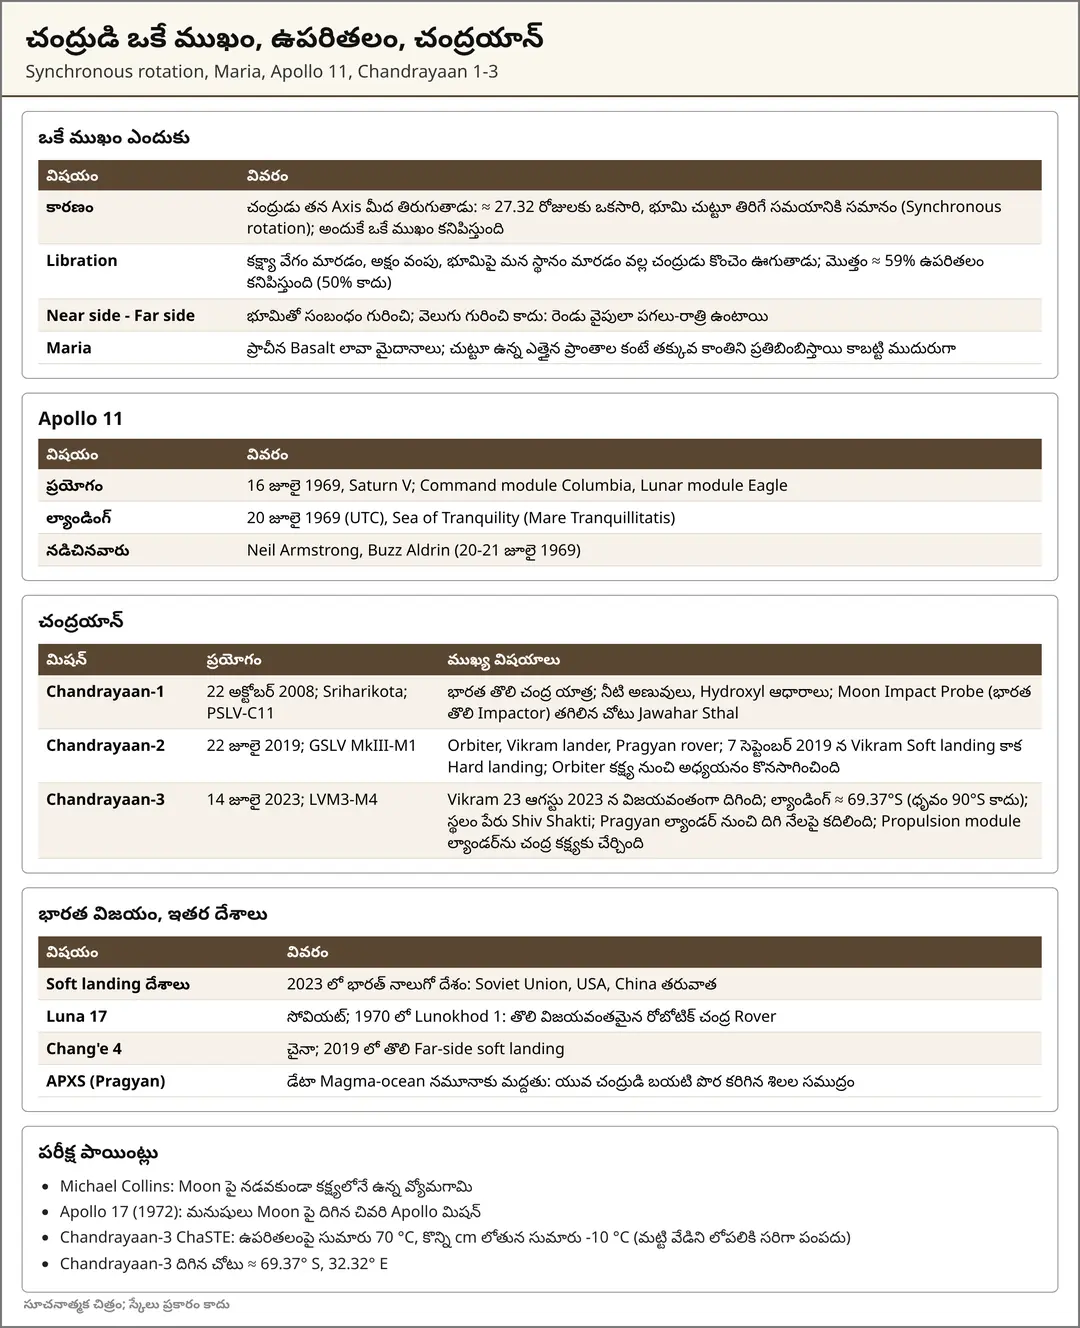 చంద్రుడి ఒకే ముఖం, ఉపరితలం, చంద్రయాన్
Synchronous rotation, Maria, Apollo 11, Chandrayaan 1-3
ఒకే ముఖం ఎందుకు
విషయం వివరం
కారణం చంద్రుడు తన Axis మీద తిరుగుతాడు: ≈ 27.32 రోజులకు ఒకసారి, భూమి చుట్టూ తిరిగే సమయానికి సమానం (Synchronous
rotation); అందుకే ఒకే ముఖం కనిపిస్తుంది
Libration కక్ష్యా వేగం మారడం, అక్షం వంపు, భూమిపై మన స్థానం మారడం వల్ల చంద్రుడు కొంచెం ఊగుతాడు; మొత్తం ≈ 59% ఉపరితలం
కనిపిస్తుంది (50% కాదు)
Near side - Far side భూమితో సంబంధం గురించి; వెలుగు గురించి కాదు: రెండు వైపులా పగలు-రాత్రి ఉంటాయి
Maria ప్రాచీన Basalt లావా మైదానాలు; చుట్టూ ఉన్న ఎత్తైన ప్రాంతాల కంటే తక్కువ కాంతిని ప్రతిబింబిస్తాయి కాబట్టి ముదురుగా
Apollo 11
విషయం వివరం
ప్రయోగం 16 జూలై 1969, Saturn V; Command module Columbia, Lunar module Eagle
ల్యాండింగ్ 20 జూలై 1969 (UTC), Sea of Tranquility (Mare Tranquillitatis)
నడిచినవారు Neil Armstrong, Buzz Aldrin (20-21 జూలై 1969)
చంద్రయాన్
మిషన్ ప్రయోగం ముఖ్య విషయాలు
Chandrayaan-1 22 అక్టోబర్ 2008; Sriharikota; భారత తొలి చంద్ర యాత్ర; నీటి అణువులు, Hydroxyl ఆధారాలు; Moon Impact Probe (భారత
PSLV-C11 తొలి Impactor) తగిలిన చోటు Jawahar Sthal
Chandrayaan-2 22 జూలై 2019; GSLV MkIII-M1 Orbiter, Vikram lander, Pragyan rover; 7 సెప్టెంబర్ 2019 న Vikram Soft landing కాక
Hard landing; Orbiter కక్ష్య నుంచి అధ్యయనం కొనసాగించింది
Chandrayaan-3 14 జూలై 2023; LVM3-M4 Vikram 23 ఆగస్టు 2023 న విజయవంతంగా దిగింది; ల్యాండింగ్ ≈ 69.37°S (ధృవం 90°S కాదు);
స్థలం పేరు Shiv Shakti; Pragyan ల్యాండర్ నుంచి దిగి నేలపై కదిలింది; Propulsion module
ల్యాండర్‌ను చంద్ర కక్ష్యకు చేర్చింది
భారత విజయం, ఇతర దేశాలు
విషయం వివరం
Soft landing దేశాలు 2023 లో భారత్ నాలుగో దేశం: Soviet Union, USA, China తరువాత
Luna 17 సోవియట్; 1970 లో Lunokhod 1: తొలి విజయవంతమైన రోబోటిక్ చంద్ర Rover
Chang'e 4 చైనా; 2019 లో తొలి Far-side soft landing
APXS (Pragyan) డేటా Magma-ocean నమూనాకు మద్దతు: యువ చంద్రుడి బయటి పొర కరిగిన శిలల సముద్రం
పరీక్ష పాయింట్లు
• Michael Collins: Moon పై నడవకుండా కక్ష్యలోనే ఉన్న వ్యోమగామి
• Apollo 17 (1972): మనుషులు Moon పై దిగిన చివరి Apollo మిషన్
• Chandrayaan-3 ChaSTE: ఉపరితలంపై సుమారు 70 °C, కొన్ని cm లోతున సుమారు -10 °C (మట్టి వేడిని లోపలికి సరిగా పంపదు)
• Chandrayaan-3 దిగిన చోటు ≈ 69.37° S, 32.32° E
సూచనాత్మక చిత్రం; స్కేలు ప్రకారం కాదు